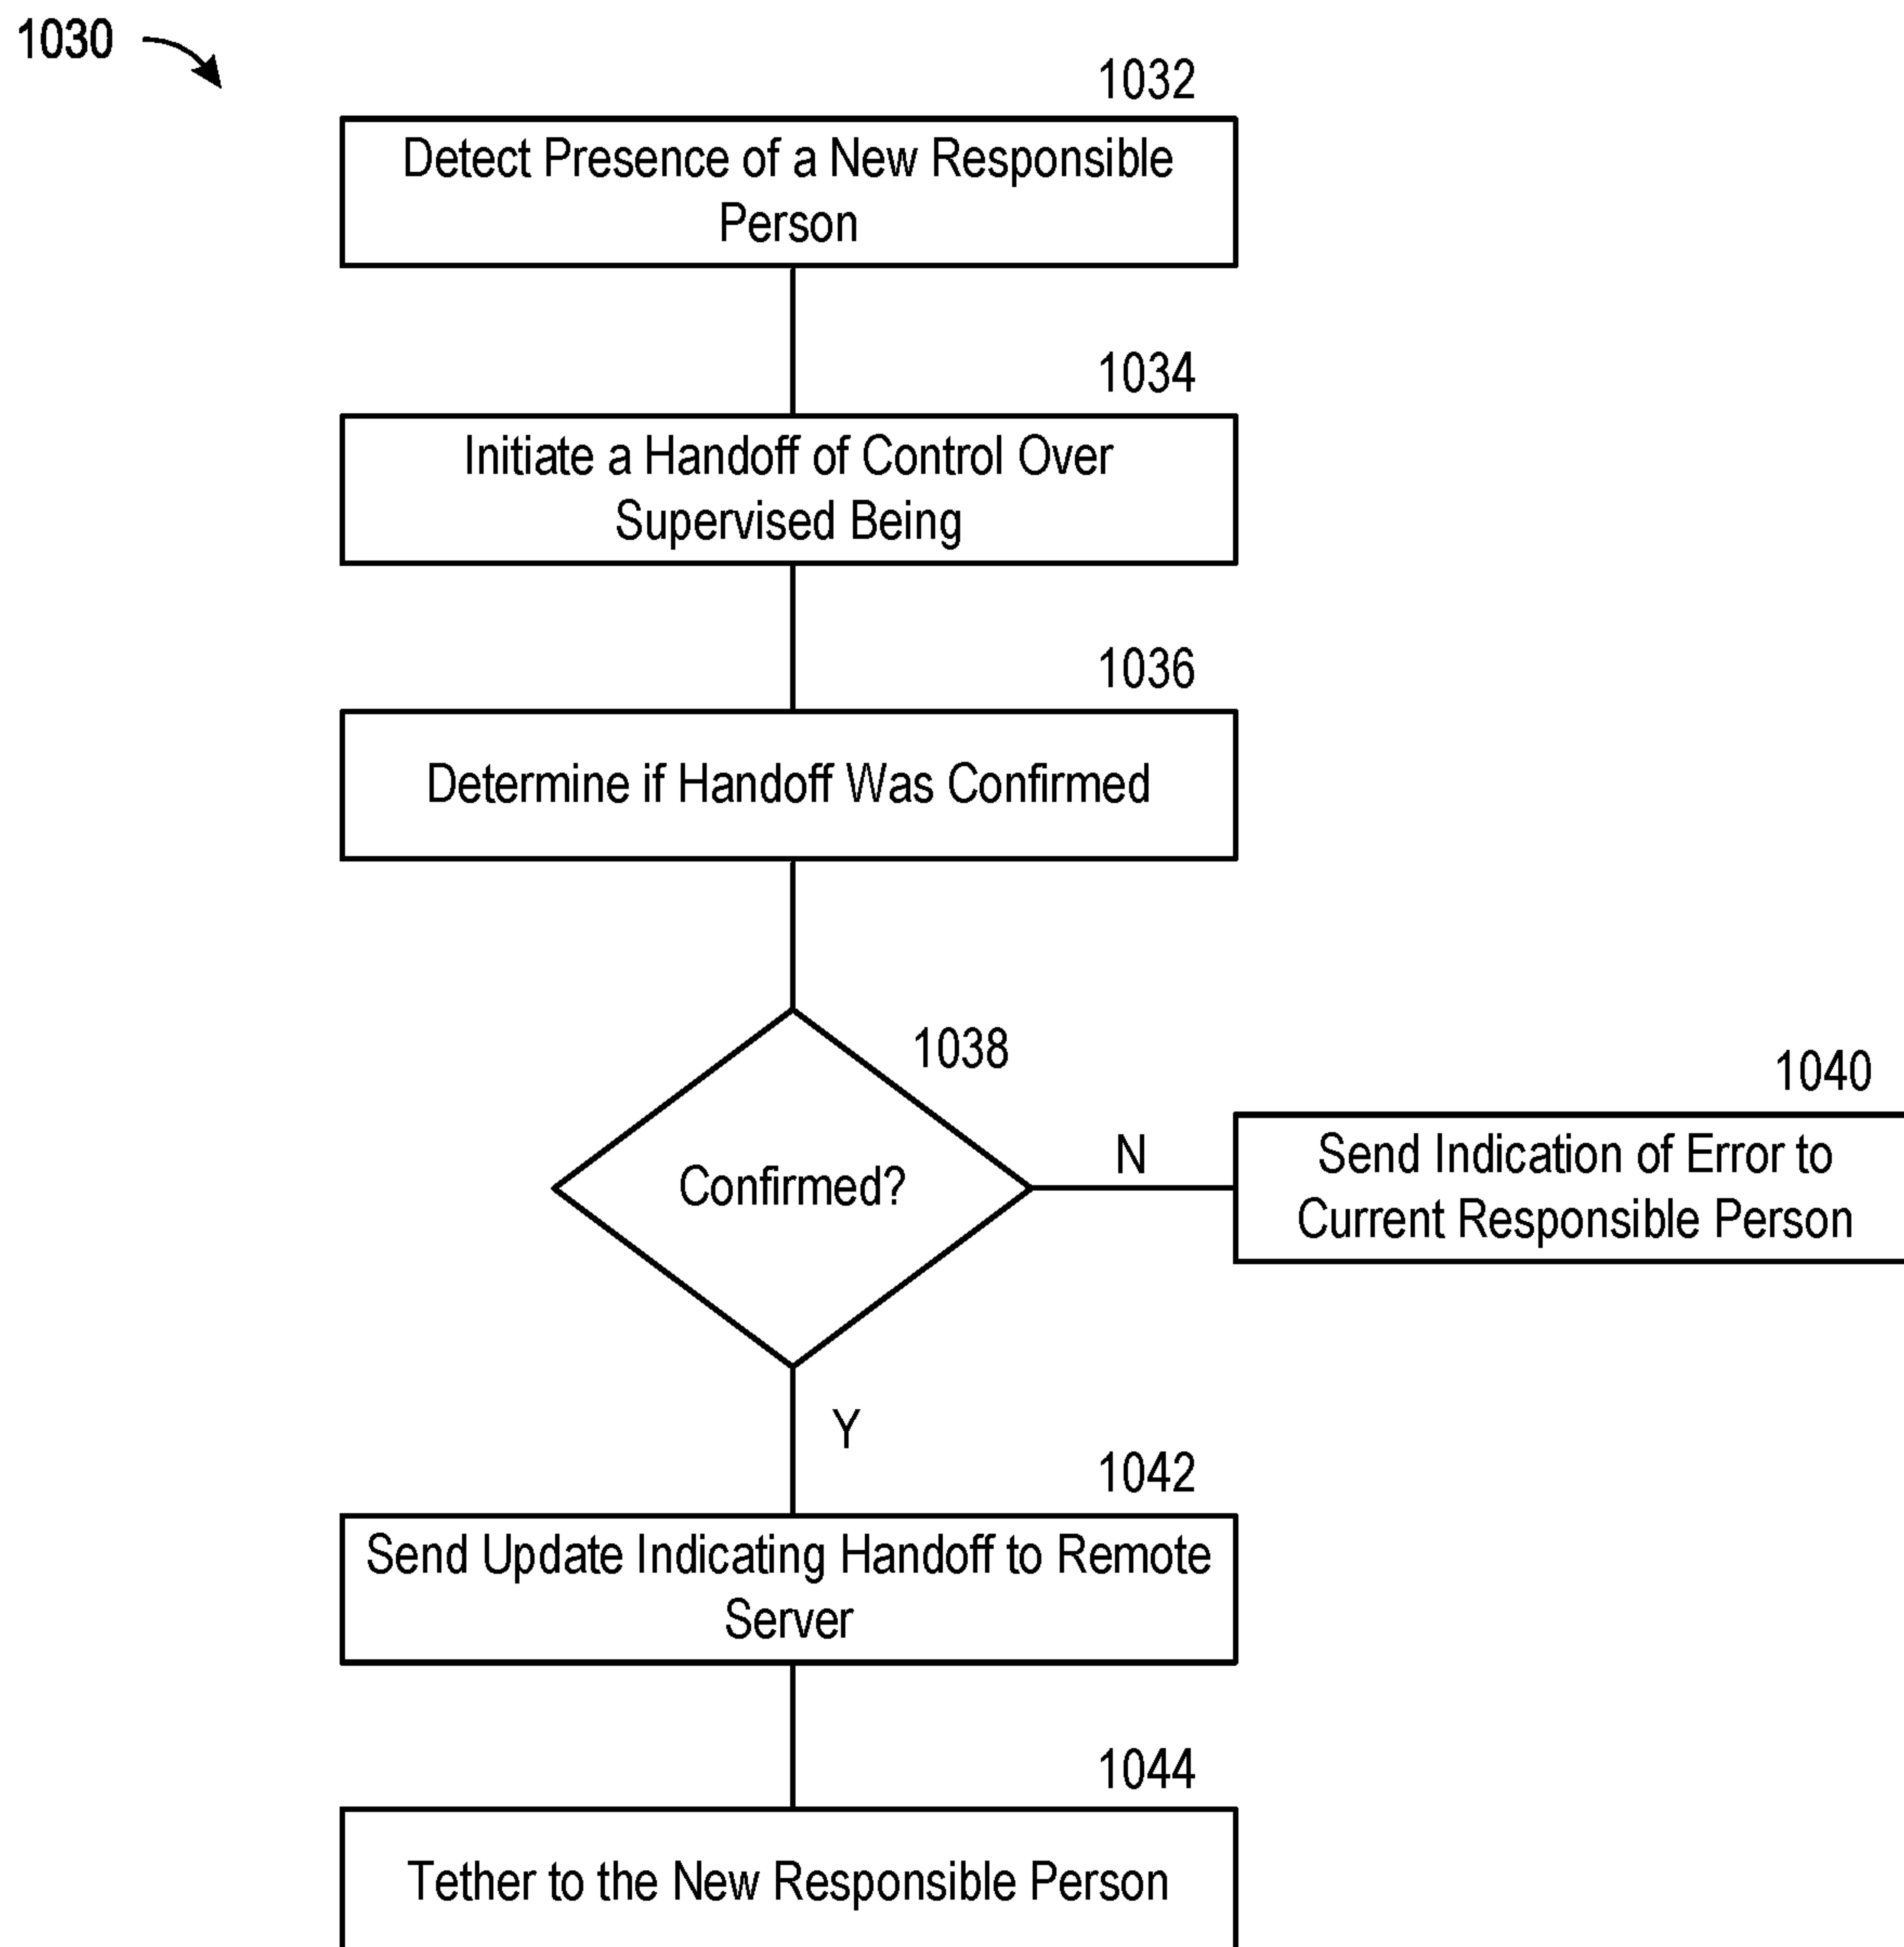 1030
1032
Detect Presence of a New Responsible
Person
1034
Initiate a Handoff of Control Over
Supervised Being
1036
Determine if Handoff Was Confirmed
1038
Confirmed?
N
1040
Send Indication of Error to
Current Responsible Person
Y
1042
Send Update Indicating Handoff to Remote
Server
1044
Tether to the New Responsible Person